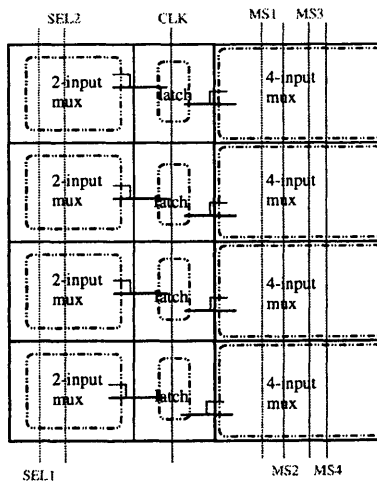 SEL2 CLK MS1 MS3
2-input mux latch 4-input mux
2-input mux latch 4-input mux
2-input mux latch 4-input mux
2-input mux latch 4-input mux
SEL1 MS2 MS4